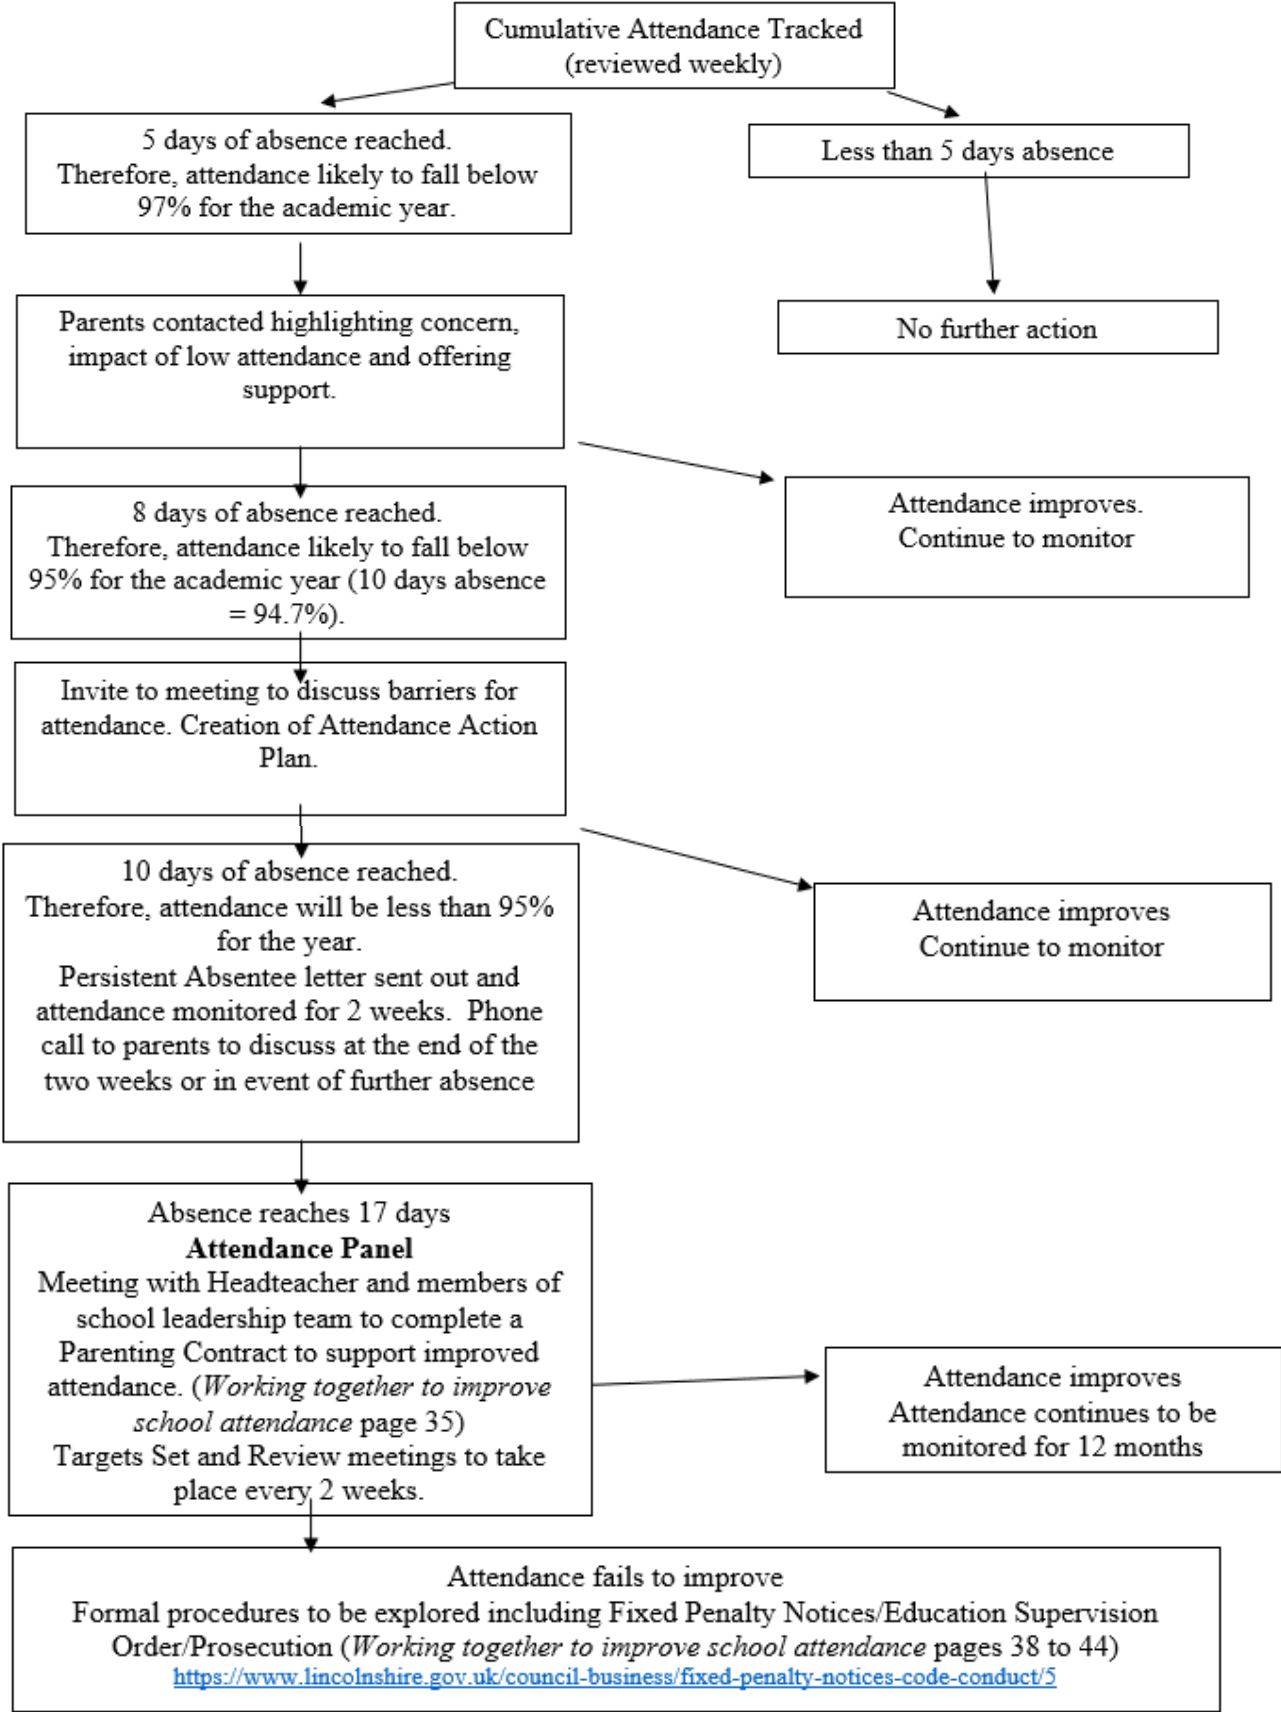 Cumulative Attendance Tracked
(reviewed weekly)
5 days of absence reached.
Therefore, attendance likely to fall below
97% for the academic year.
Less than 5 days absence
Parents contacted highlighting concern,
impact of low attendance and offering
support.
No further action
8 days of absence reached.
Therefore, attendance likely to fall below
95% for the academic year (10 days absence
= 94.7%).
Attendance improves.
Continue to monitor
Invite to meeting to discuss barriers for
attendance. Creation of Attendance Action
Plan.
10 days of absence reached.
Therefore, attendance will be less than 95%
for the year.
Persistent Absentee letter sent out and
attendance monitored for 2 weeks.  Phone
call to parents to discuss at the end of the
two weeks or in event of further absence
Attendance improves
Continue to monitor
Absence reaches 17 days
Attendance Panel
Meeting with Headteacher and members of
school leadership team to complete a
Parenting Contract to support improved
attendance. (Working together to improve
school attendance page 35)
Targets Set and Review meetings to take
place every 2 weeks.
Attendance improves
Attendance continues to be
monitored for 12 months
Attendance fails to improve
Formal procedures to be explored including Fixed Penalty Notices/Education Supervision
Order/Prosecution (Working together to improve school attendance pages 38 to 44)
https://www.lincolnshire.gov.uk/council-business/fixed-penalty-notices-code-conduct/5